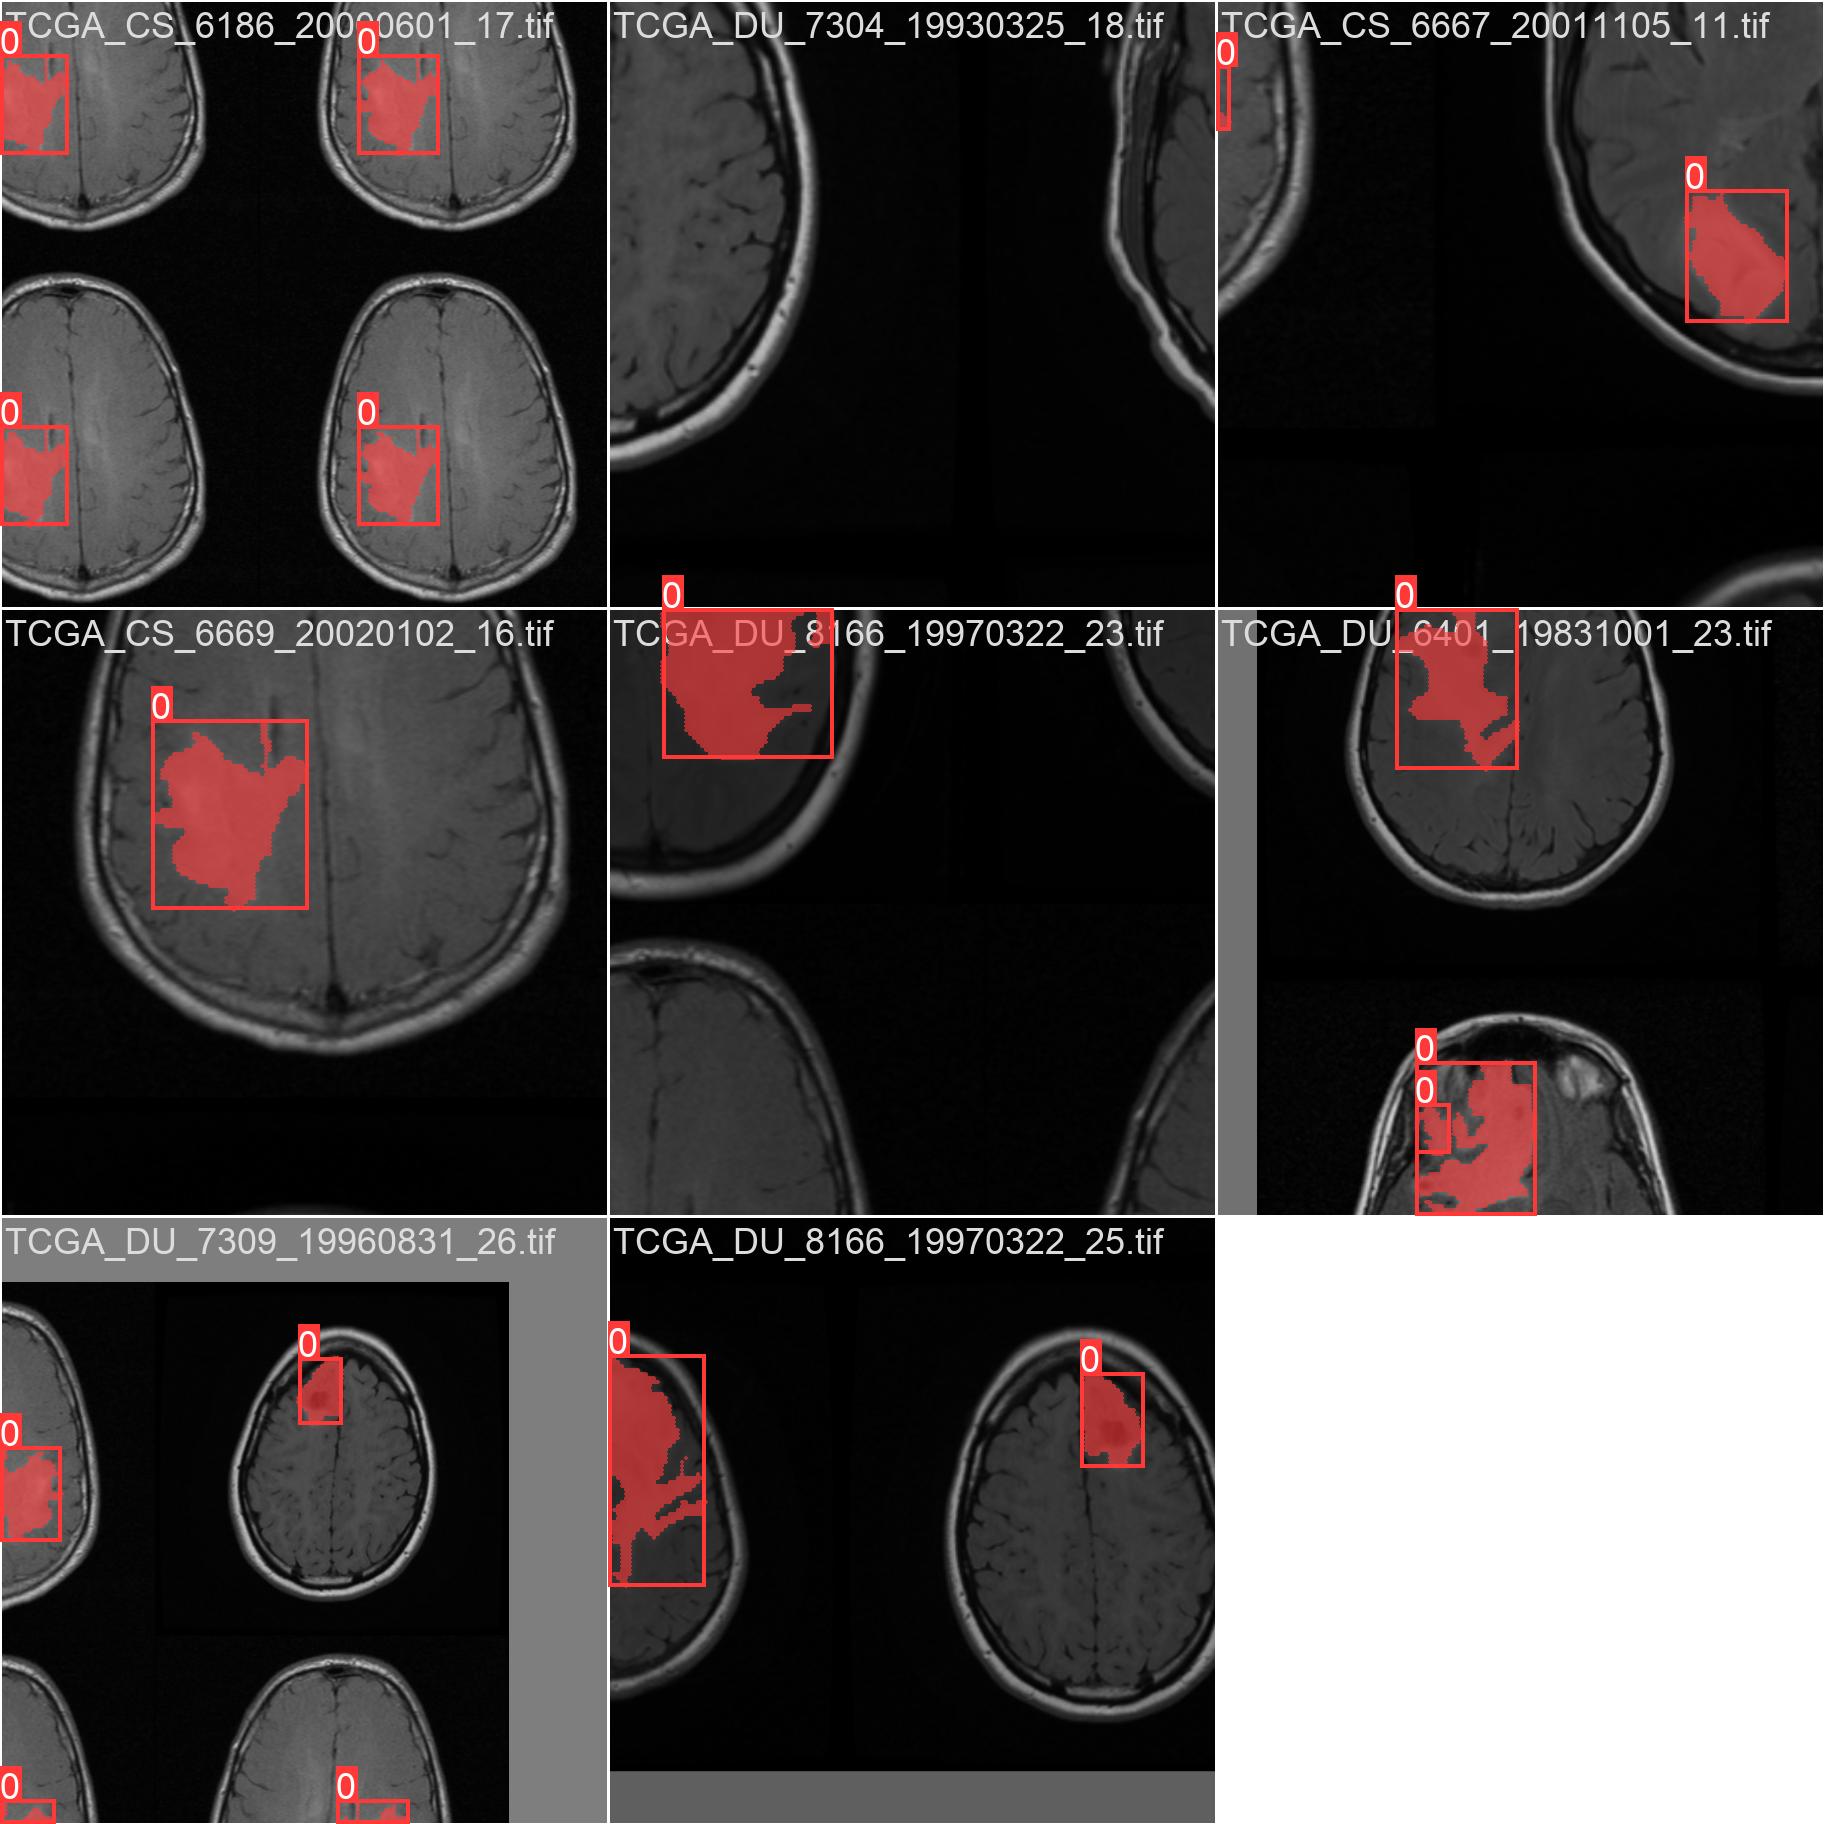 TCGA_CS_6186_20000601_17.tif
TCGA_DU_7304_19930325_18.tif
TCGA_CS_6667_20011105_11.tif
0
0
0
0
0
0
0
0
TCGA_CS_6669_20020102_16.tif
TCGA_DU_8166_19970322_23.tif
TCGA_DU_6401_19831001_23.tif
0
0
0
TCGA_DU_7309_19960831_26.tif
TCGA_DU_8166_19970322_25.tif
0
0
0
0
0
0